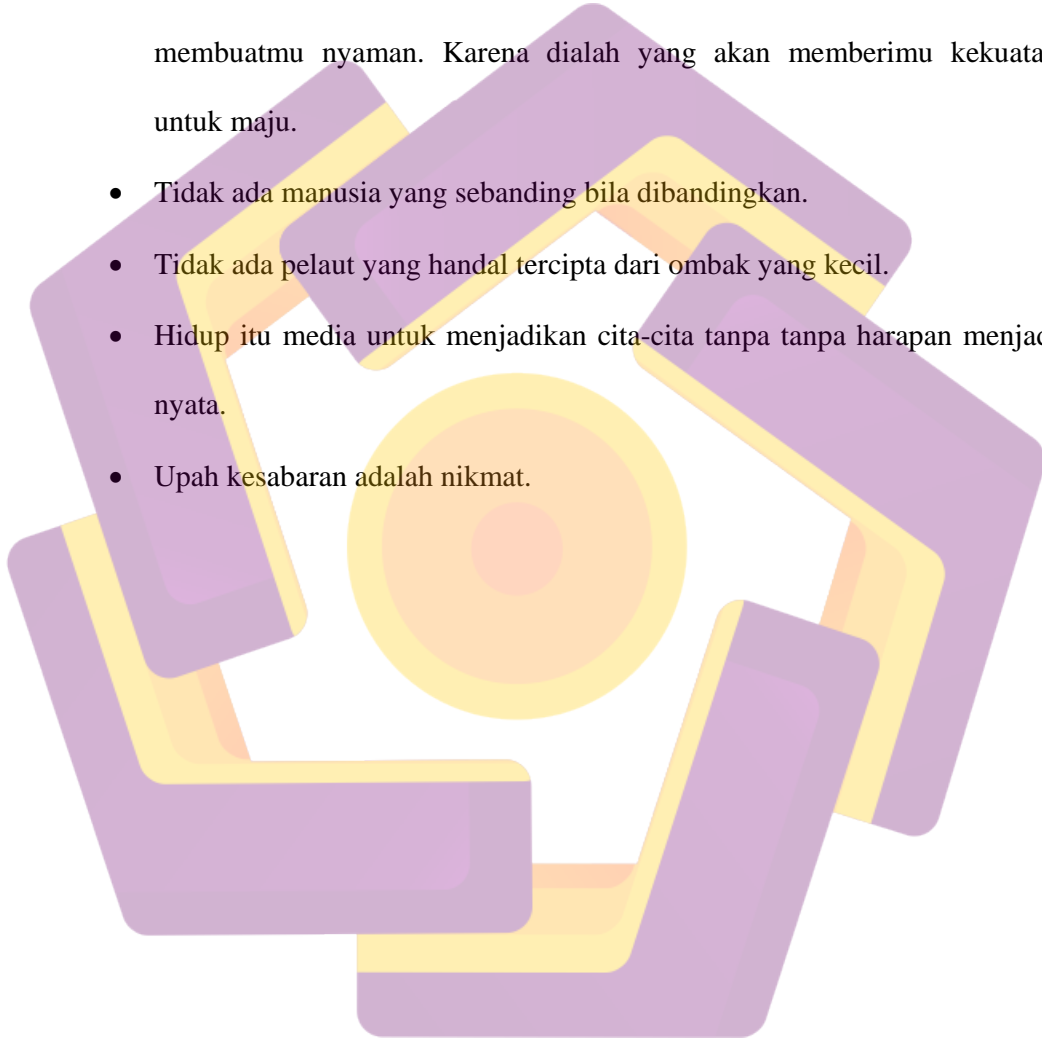 membuatmu nyaman. Karena dialah yang akan memberimu kekuata
untuk maju.
• Tidak ada manusia yang sebanding bila dibandingkan.
• Tidak ada pelaut yang handal tercipta dari ombak yang kecil.
• Hidup itu media untuk menjadikan cita-cita tanpa tanpa harapan menjad
nyata.
• Upah kesabaran adalah nikmat.